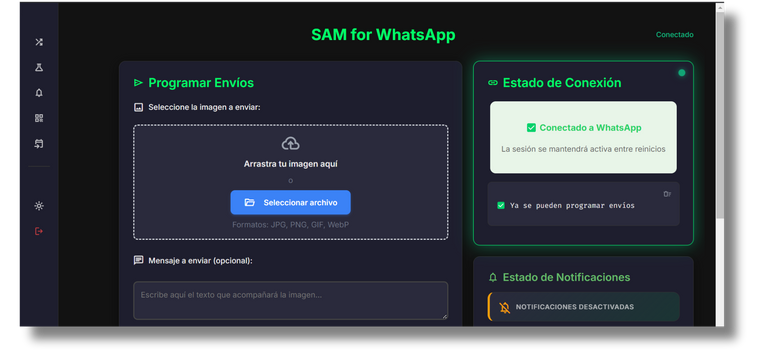 SAM for WhatsApp
Conectado
Programar Envíos
Seleccione la imagen a enviar:
Arrastra tu imagen aquí
o
Seleccionar archivo
Formatos: JPG, PNG, GIF, WebP
Mensaje a enviar (opcional):
Escribe aquí el texto que acompañará la imagen...
Estado de Conexión
Conectado a WhatsApp
La sesión se mantendrá activa entre reinicios
Ya se pueden programar envios
Estado de Notificaciones
NOTIFICACIONES DESACTIVADAS